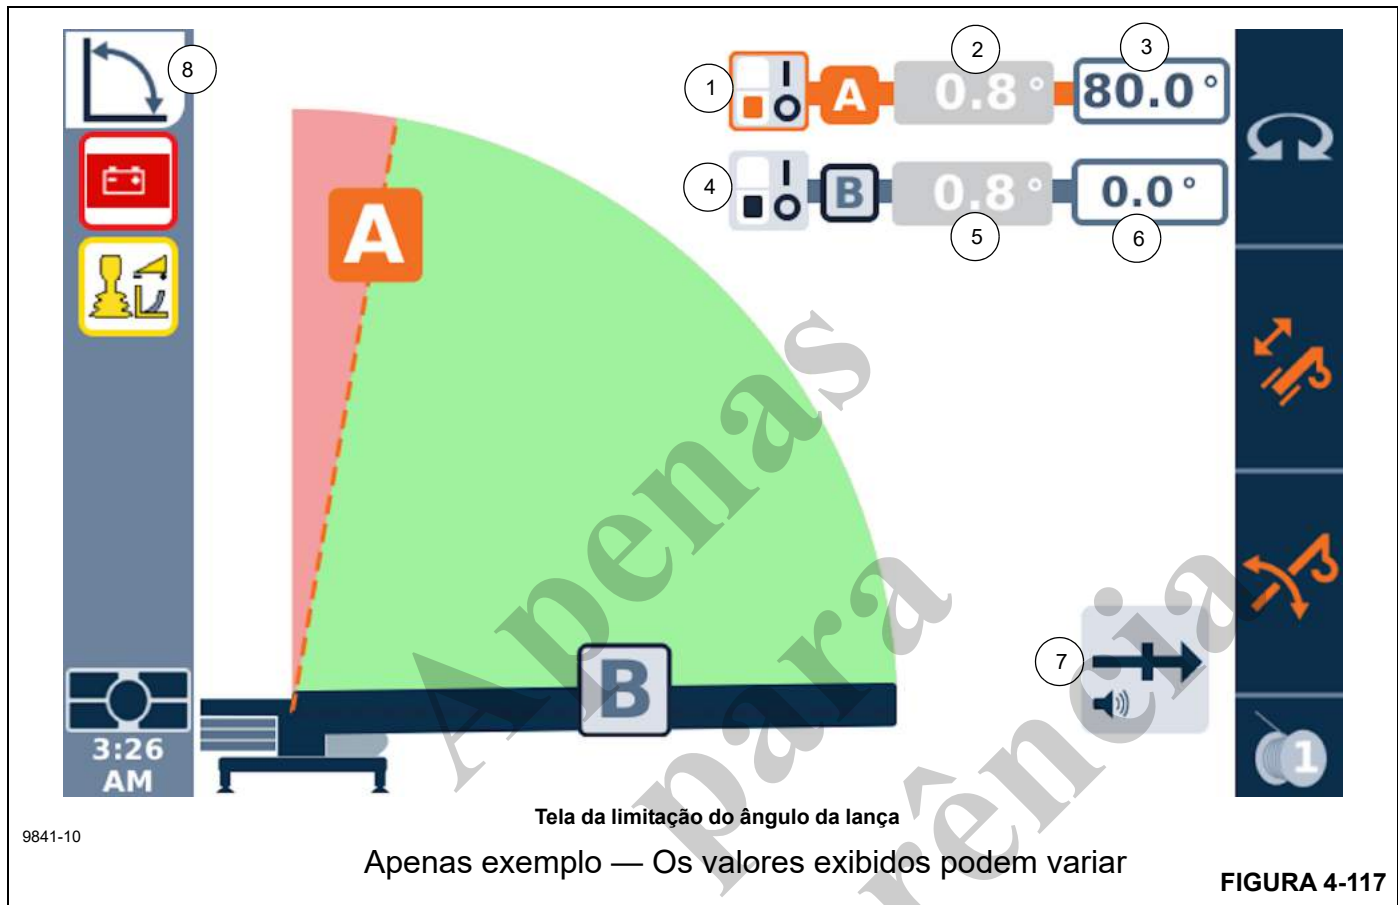 8
3:26
AM
1
A
2
0.8 °
3
80.0 °
4
B
5
0.8 °
6
0.0 °
A
B
7
1
Apenas
para
rência
Tela da limitação do ângulo da lança
9841-10
Apenas exemplo — Os valores exibidos podem variar
FIGURA 4-117